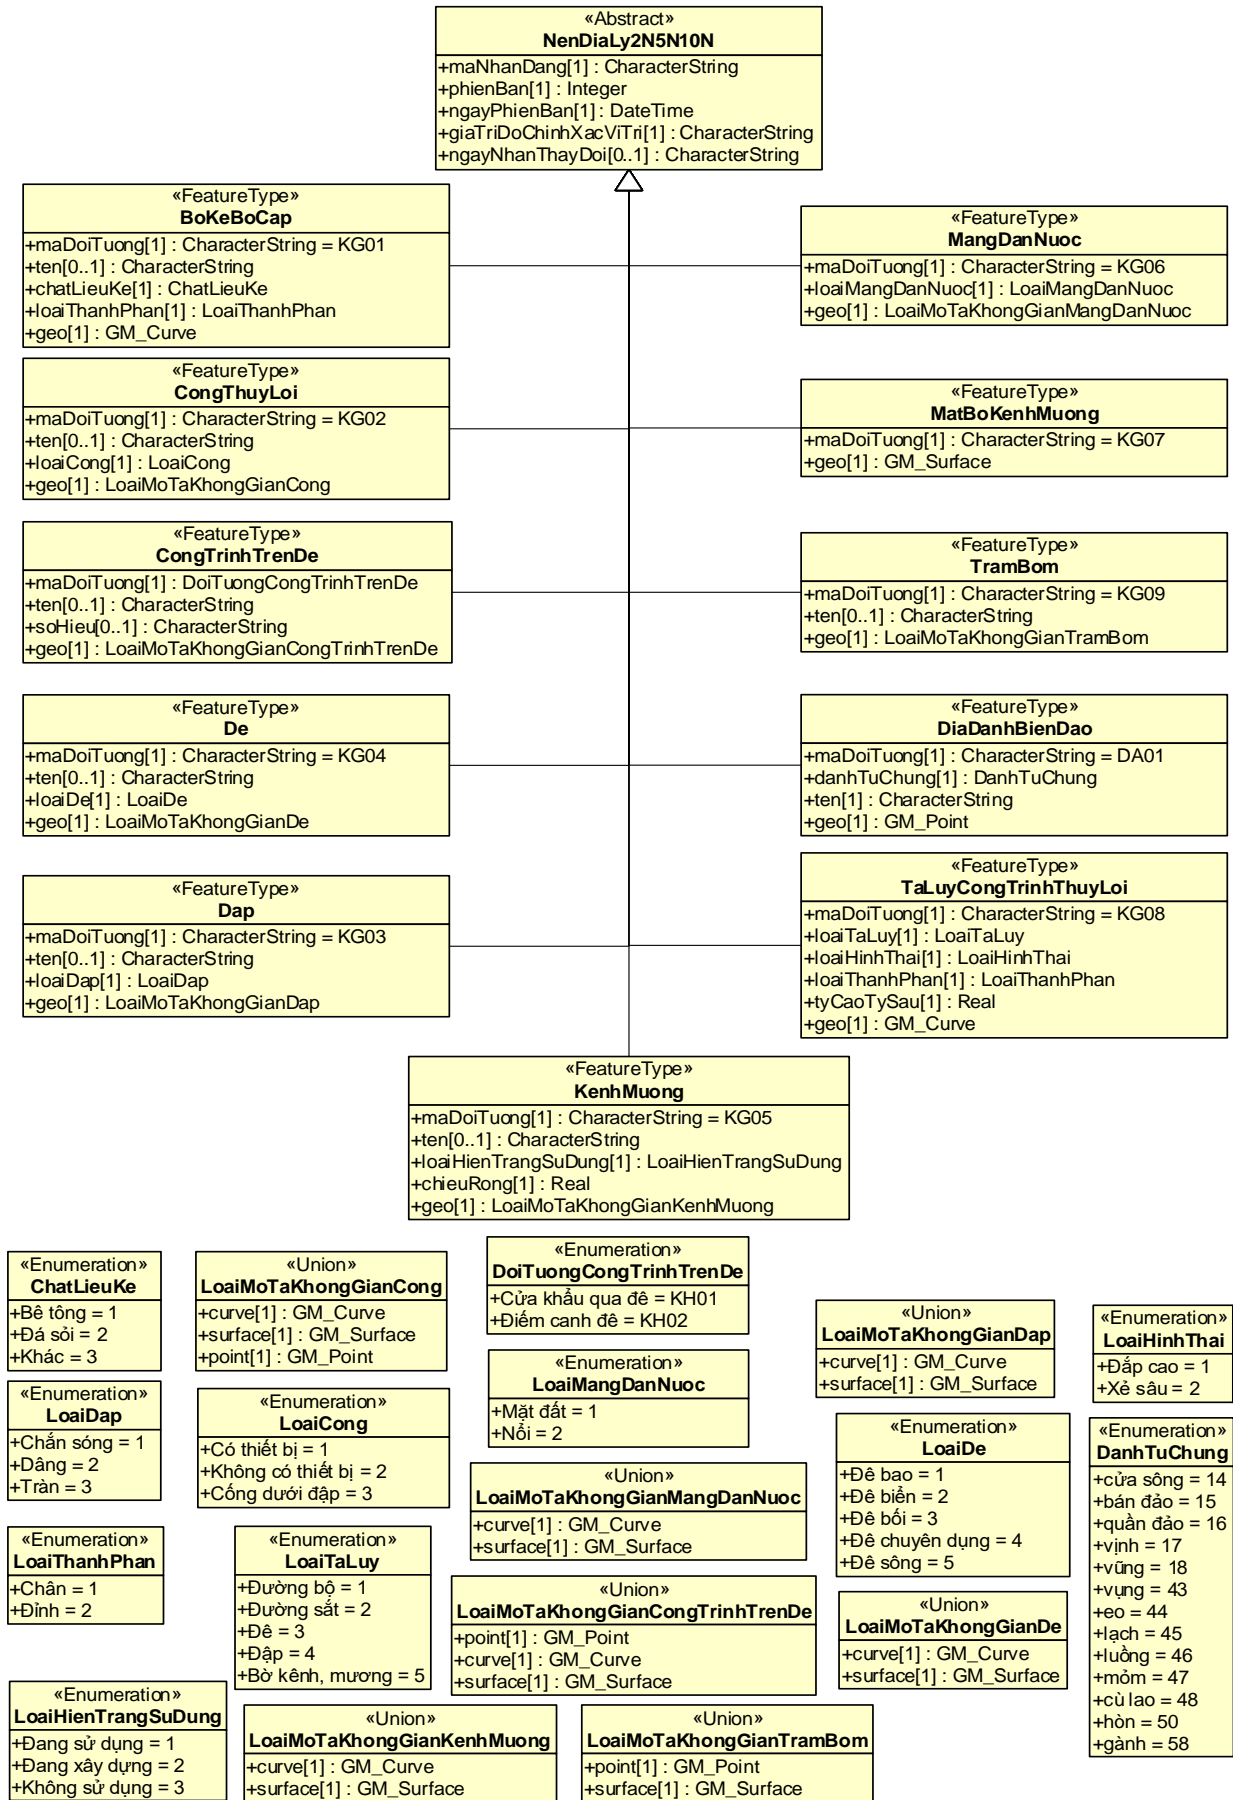 «Abstract»
NenDiaLy2N5N10N
+maNhanDang[1] : CharacterString
+phienBan[1] : Integer
+ngayPhienBan[1] : DateTime
+giaTriDoChinhXacViTri[1] : CharacterString
+ngayNhanThayDoi[0..1] : CharacterString
«FeatureType»
BoKeBoCap
+maDoiTuong[1] : CharacterString = KG01
+ten[0..1] : CharacterString
+chatLieuKe[1] : ChatLieuKe
+loaiThanhPhan[1] : LoaiThanhPhan
+geo[1] : GM_Curve
«FeatureType»
MangDanNuoc
+maDoiTuong[1] : CharacterString = KG06
+loaiMangDanNuoc[1] : LoaiMangDanNuoc
+geo[1] : LoaiMoTaKhongGianMangDanNuoc
«FeatureType»
CongThuyLoi
+maDoiTuong[1] : CharacterString = KG02
+ten[0..1] : CharacterString
+loaiCong[1] : LoaiCong
+geo[1] : LoaiMoTaKhongGianCong
«FeatureType»
MatBoKenhMuong
+maDoiTuong[1] : CharacterString = KG07
+geo[1] : GM_Surface
«FeatureType»
CongTrinhTrenDe
+maDoiTuong[1] : DoiTuongCongTrinhTrenDe
+ten[0..1] : CharacterString
+soHieu[0..1] : CharacterString
+geo[1] : LoaiMoTaKhongGianCongTrinhTrenDe
«FeatureType»
TramBom
+maDoiTuong[1] : CharacterString = KG09
+ten[0..1] : CharacterString
+geo[1] : LoaiMoTaKhongGianTramBom
«FeatureType»
De
+maDoiTuong[1] : CharacterString = KG04
+ten[0..1] : CharacterString
+loaiDe[1] : LoaiDe
+geo[1] : LoaiMoTaKhongGianDe
«FeatureType»
DiaDanhBienDao
+maDoiTuong[1] : CharacterString = DA01
+danhTuChung[1] : DanhTuChung
+ten[1] : CharacterString
+geo[1] : GM_Point
«FeatureType»
Dap
+maDoiTuong[1] : CharacterString = KG03
+ten[0..1] : CharacterString
+loaiDap[1] : LoaiDap
+geo[1] : LoaiMoTaKhongGianDap
«FeatureType»
TaLuyCongTrinhThuyLoi
+maDoiTuong[1] : CharacterString = KG08
+loaiTaLuy[1] : LoaiTaLuy
+loaiHinhThai[1] : LoaiHinhThai
+loaiThanhPhan[1] : LoaiThanhPhan
+tyCaoTySau[1] : Real
+geo[1] : GM_Curve
«FeatureType»
KenhMuong
+maDoiTuong[1] : CharacterString = KG05
+ten[0..1] : CharacterString
+loaiHienTrangSuDung[1] : LoaiHienTrangSuDung
+chieuRong[1] : Real
+geo[1] : LoaiMoTaKhongGianKenhMuong
«Enumeration»
ChatLieuKe
+Bê tông = 1
+Đá sỏi = 2
+Khác = 3
«Union»
LoaiMoTaKhongGianCong
+curve[1] : GM_Curve
+surface[1] : GM_Surface
+point[1] : GM_Point
«Enumeration»
DoiTuongCongTrinhTrenDe
+Cửa khẩu qua đê = KH01
+Điếm canh đê = KH02
«Union»
LoaiMoTaKhongGianDap
+curve[1] : GM_Curve
+surface[1] : GM_Surface
«Enumeration»
LoaiHinhThai
+Đắp cao = 1
+Xẻ sâu = 2
«Enumeration»
LoaiDap
+Chắn sóng = 1
+Dâng = 2
+Tràn = 3
«Enumeration»
LoaiCong
+Có thiết bị = 1
+Không có thiết bị = 2
+Cống dưới đập = 3
«Enumeration»
LoaiMangDanNuoc
+Mặt đất = 1
+Nổi = 2
«Enumeration»
LoaiDe
+Đê bao = 1
+Đê biển = 2
+Đê bối = 3
+Đê chuyên dụng = 4
+Đê sông = 5
«Enumeration»
DanhTuChung
+cửa sông = 14
+bán đảo = 15
+quần đảo = 16
+vịnh = 17
+vũng = 18
+vụng = 43
+eo = 44
+lạch = 45
+luồng = 46
+mỏm = 47
+cù lao = 48
+hòn = 50
+gành = 58
«Union»
LoaiMoTaKhongGianMangDanNuoc
+curve[1] : GM_Curve
+surface[1] : GM_Surface
«Enumeration»
LoaiThanhPhan
+Chân = 1
+Đỉnh = 2
«Enumeration»
LoaiTaLuy
+Đường bộ = 1
+Đường sắt = 2
+Đê = 3
+Đập = 4
+Bờ kênh, mương = 5
«Union»
LoaiMoTaKhongGianCongTrinhTrenDe
+point[1] : GM_Point
+curve[1] : GM_Curve
+surface[1] : GM_Surface
«Union»
LoaiMoTaKhongGianDe
+curve[1] : GM_Curve
+surface[1] : GM_Surface
«Enumeration»
LoaiHienTrangSuDung
+Đang sử dụng = 1
+Đang xây dựng = 2
+Không sử dụng = 3
«Union»
LoaiMoTaKhongGianKenhMuong
+curve[1] : GM_Curve
+surface[1] : GM_Surface
«Union»
LoaiMoTaKhongGianTramBom
+point[1] : GM_Point
+surface[1] : GM_Surface